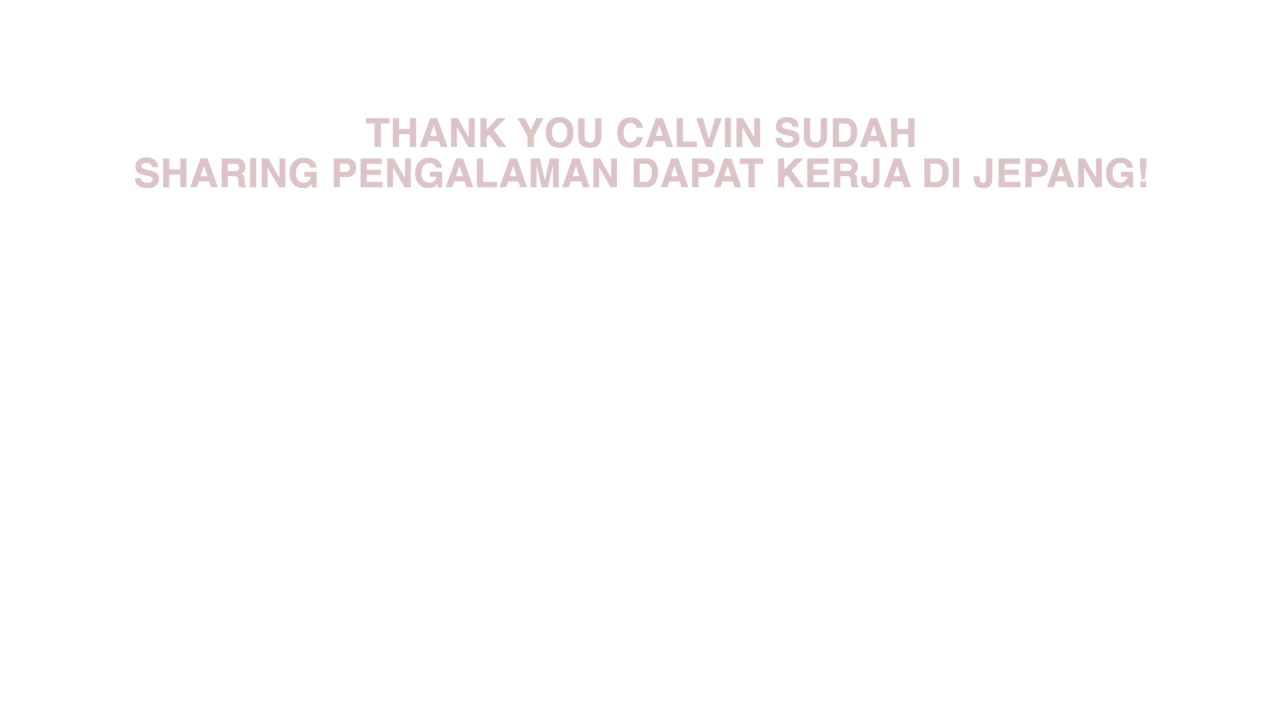 THANK YOU CALVIN SUDAH
SHARING PENGALAMAN DAPAT KERJA DI JEPANG!